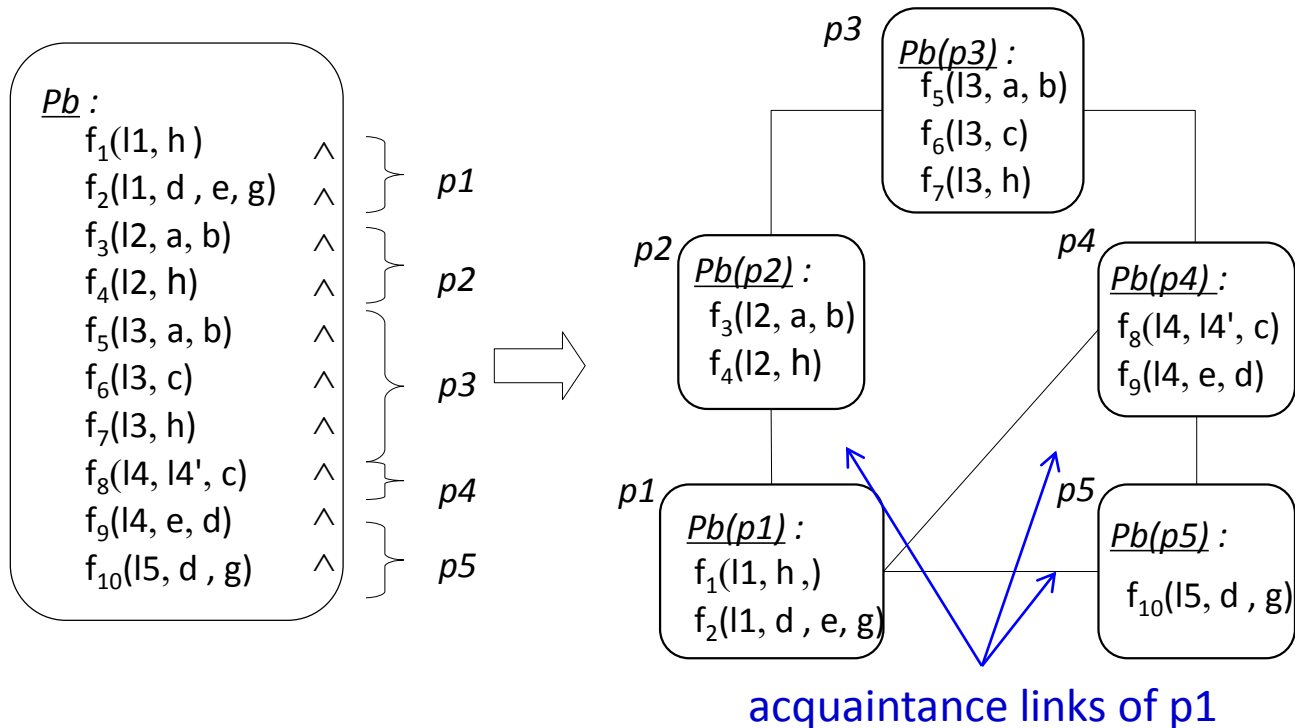 Pb :
f₁(l1, h ) ∧
f₂(l1, d , e, g) ∧
f₃(l2, a, b) ∧
f₄(l2, h) ∧
f₅(l3, a, b) ∧
f₆(l3, c) ∧
f₇(l3, h) ∧
f₈(l4, l4', c) ∧
f₉(l4, e, d) ∧
f₁₀(l5, d , g) ∧
p1
p2
p3
p4
p5
p3
Pb(p3) :
f₅(l3, a, b)
f₆(l3, c)
f₇(l3, h)
p2
Pb(p2) :
f₃(l2, a, b)
f₄(l2, h)
p4
Pb(p4) :
f₈(l4, l4', c)
f₉(l4, e, d)
p1
Pb(p1) :
f₁(l1, h ,)
f₂(l1, d , e, g)
p5
Pb(p5) :
f₁₀(l5, d , g)
acquaintance links of p1